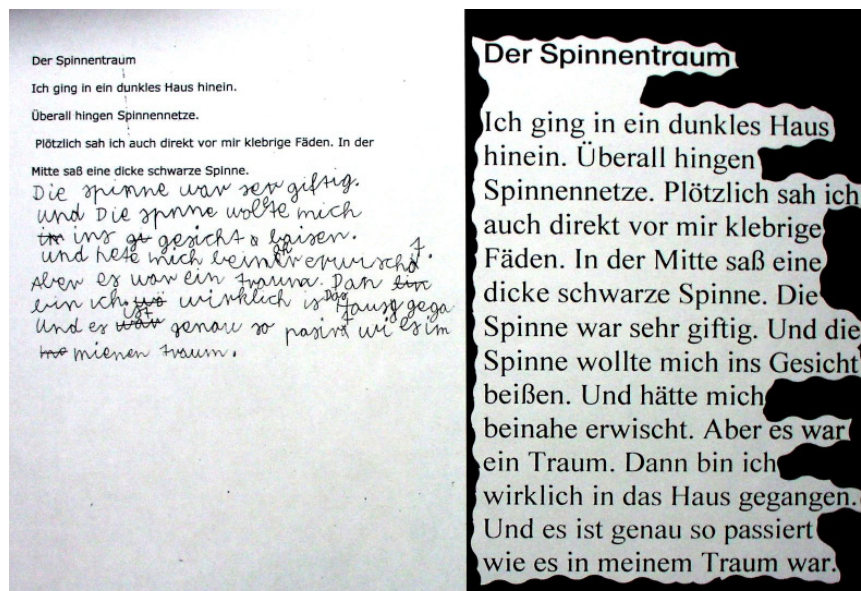 Der Spinnentraum
Ich ging in ein dunkles Haus hinein.
Überall hingen Spinnennetze.
Plötzlich sah ich auch direkt vor mir klebrige Fäden. In der
Mitte saß eine dicke schwarze Spinne.
Die spinne war ser giftig.
und Die spnne wollte mich
ins gesicht baisen.
und hete mich beim erwischt.
Aber es war ein traum. Dan
bin ich wirklich is Das Haus gega
und es ist genau so pasirt wi es im
mienen traum.
Der Spinnentraum
Ich ging in ein dunkles Haus
hinein. Überall hingen
Spinnennetze. Plötzlich sah ich
auch direkt vor mir klebrige
Fäden. In der Mitte saß eine
dicke schwarze Spinne. Die
Spinne war sehr giftig. Und die
Spinne wollte mich ins Gesicht
beißen. Und hätte mich
beinahe erwischt. Aber es war
ein Traum. Dann bin ich
wirklich in das Haus gegangen.
Und es ist genau so passiert
wie es in meinem Traum war.